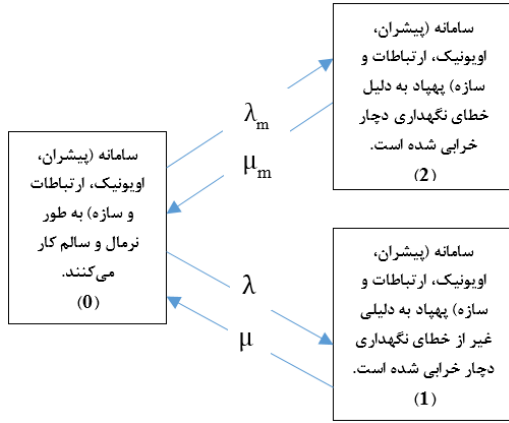 سامانه (پیشران،
اویونیک، ارتباطات و
سازه) پهپاد به دلیل
خطای نگهداری دچار
خرابی شده است.
(2)
λm
μm
سامانه (پیشران،
اویونیک، ارتباطات
و سازه) به طور
نرمال و سالم کار
می‌کنند.
(0)
λ
μ
سامانه (پیشران،
اویونیک، ارتباطات و
سازه) پهپاد به دلیلی
غیر از خطای نگهداری
دچار خرابی شده است.
(1)